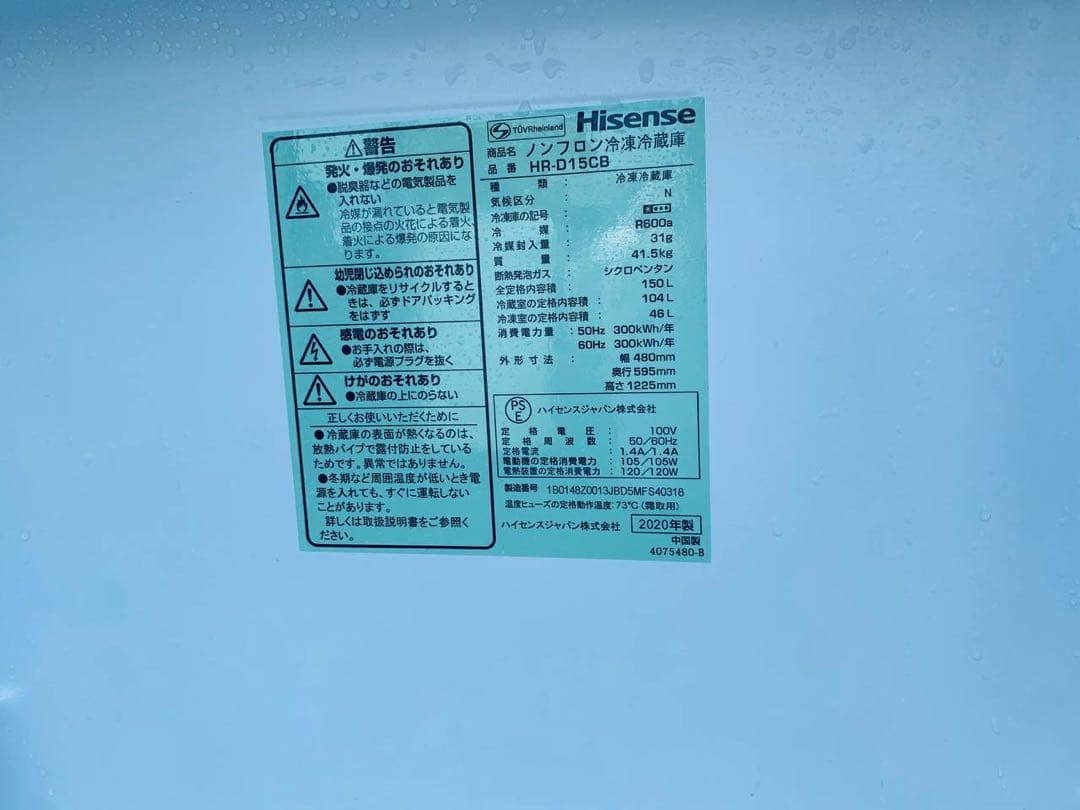 ⚠警告
発火・爆発のおそれあり
●脱臭器などの電気製品を
入れない
冷媒が漏れていると電気製
品の接点の火花による着火、
着火による爆発の原因にな
ります。
幼児閉じ込められのおそれあり
●冷蔵庫をリサイクルすると
きは、必ずドアパッキング
をはずす
感電のおそれあり
●お手入れの際は、
必ず電源プラグを抜く
けがのおそれあり
●冷蔵庫の上にのらない
正しくお使いいただくために
●冷蔵庫の表面が熱くなるのは、
放熱パイプで露付防止をしている
ためです。異常ではありません。
●冬期など周囲温度が低いとき電
源を入れても、すぐに運転しない
ことがあります。
詳しくは取扱説明書をご参照く
ださい。
TÜVRheinland Hisense
商品名 ノンフロン冷凍冷蔵庫
品番 HR-D15CB
種類 : 冷凍冷蔵庫
気候区分 : N
冷凍庫の記号 :
冷媒 : R600a
冷媒封入量 : 31g
質量 : 41.5kg
断熱発泡ガス : シクロペンタン
全定格内容積 : 150L
冷蔵室の定格内容積 : 104L
冷凍室の定格内容積 : 46L
消費電力量 : 50Hz 300kWh/年
60Hz 300kWh/年
外形寸法 : 幅 480mm
奥行 595mm
高さ 1225mm
PSE ハイセンスジャパン株式会社
定格電圧 : 100V
定格周波数 : 50/60Hz
定格電流 : 1.4A/1.4A
電動機の定格消費電力 : 105/105W
電熱装置の定格消費電力 : 120/120W
製造番号 1B0148Z0013JBD5MFS40318
温度ヒューズの定格動作温度:73℃(霜取用)
ハイセンスジャパン株式会社 2020年製
中国製
4075480-B